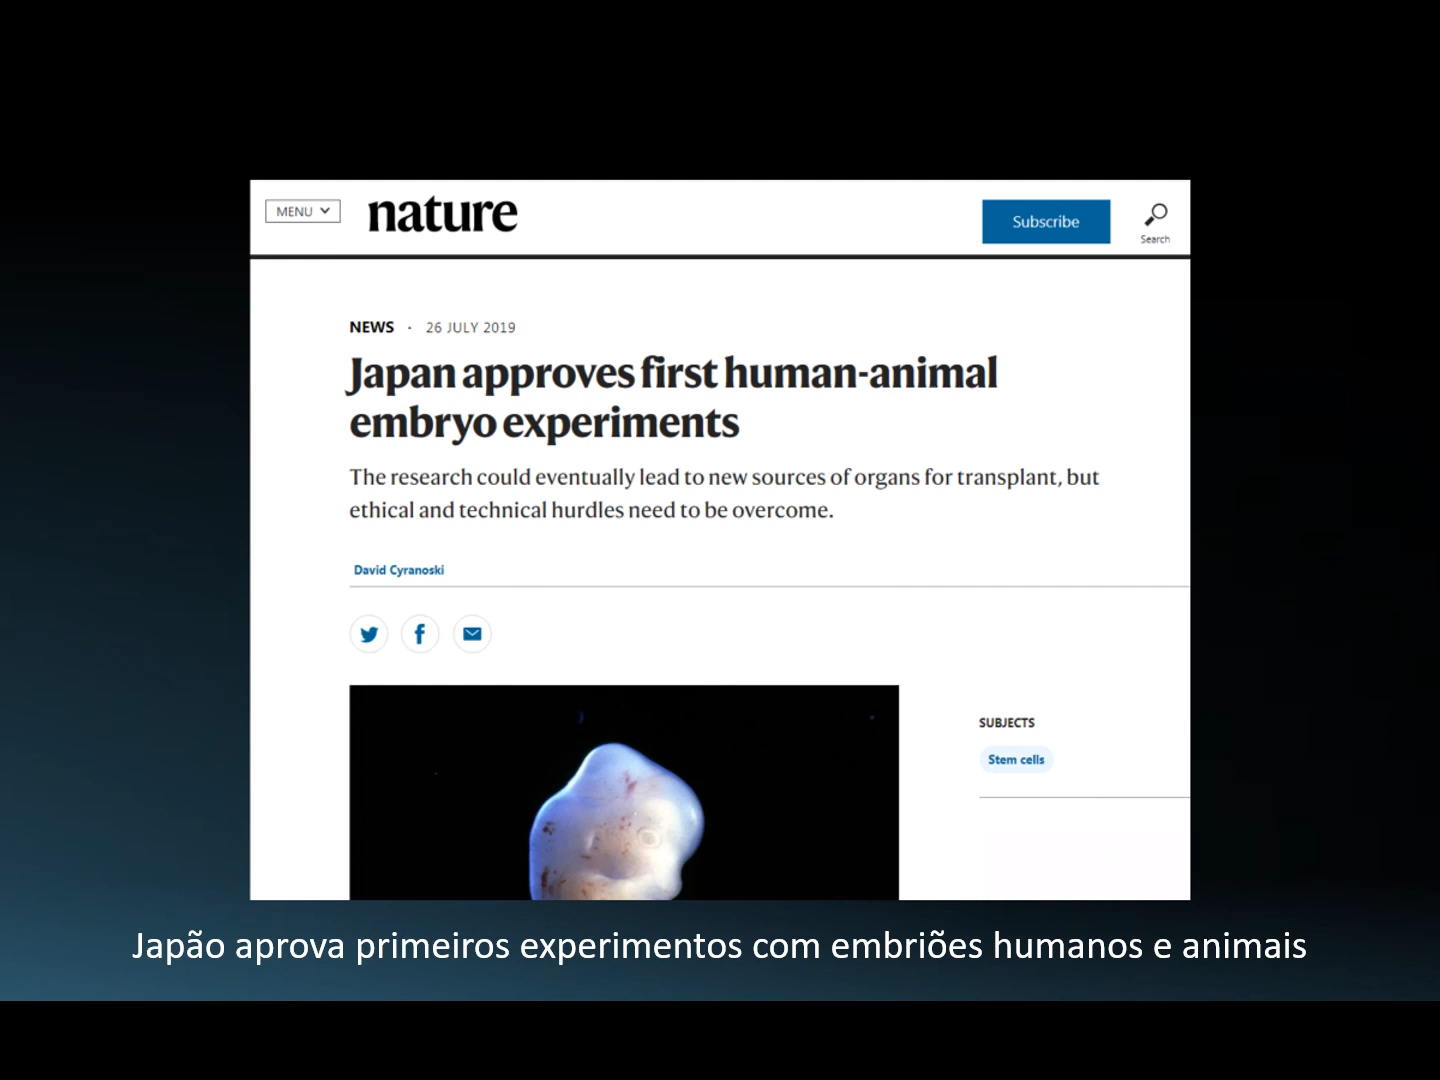 MENU
nature
Subscribe
Search
NEWS · 26 JULY 2019
Japan approves first human-animal
embryo experiments
The research could eventually lead to new sources of organs for transplant, but
ethical and technical hurdles need to be overcome.
David Cyranoski
SUBJECTS
Stem cells
Japão aprova primeiros experimentos com embriões humanos e animais